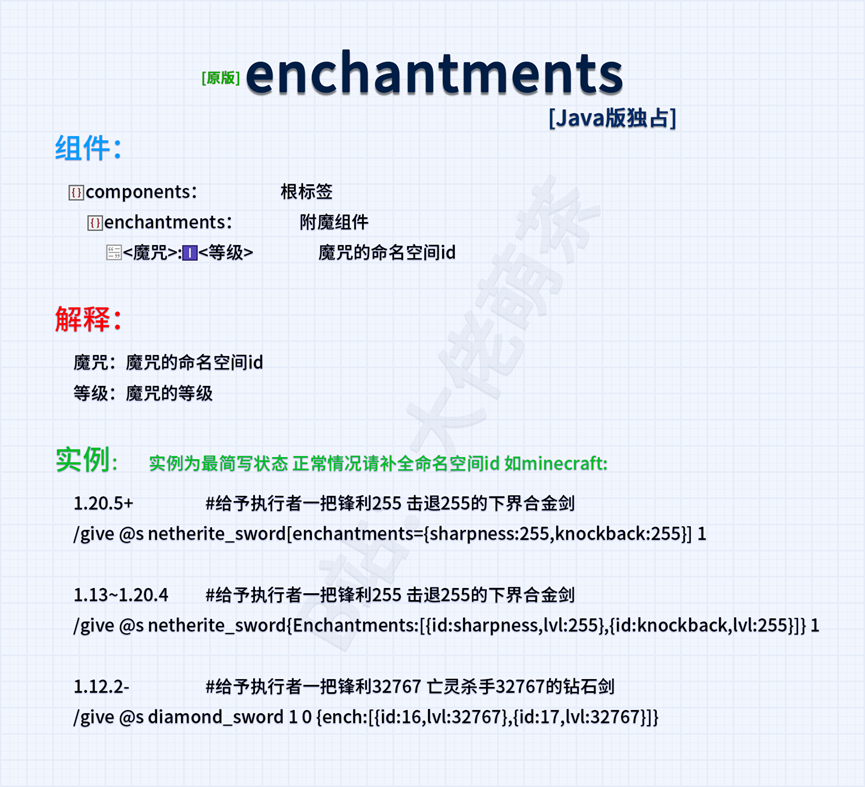 [原版] enchantments
[Java版独占]
组件：
{} components： 根标签
{} enchantments： 附魔组件
<魔咒>:I<等级> 魔咒的命名空间id
解释：
魔咒：魔咒的命名空间id
等级：魔咒的等级
实例： 实例为最简写状态 正常情况请补全命名空间id 如minecraft:
1.20.5+ #给予执行者一把锋利255 击退255的下界合金剑
/give @s netherite_sword[enchantments={sharpness:255,knockback:255}] 1
1.13~1.20.4 #给予执行者一把锋利255 击退255的下界合金剑
/give @s netherite_sword{Enchantments:[{id:sharpness,lvl:255},{id:knockback,lvl:255}]} 1
1.12.2- #给予执行者一把锋利32767 亡灵杀手32767的钻石剑
/give @s diamond_sword 1 0 {ench:[{id:16,lvl:32767},{id:17,lvl:32767}]}
B站-大佬萌茶